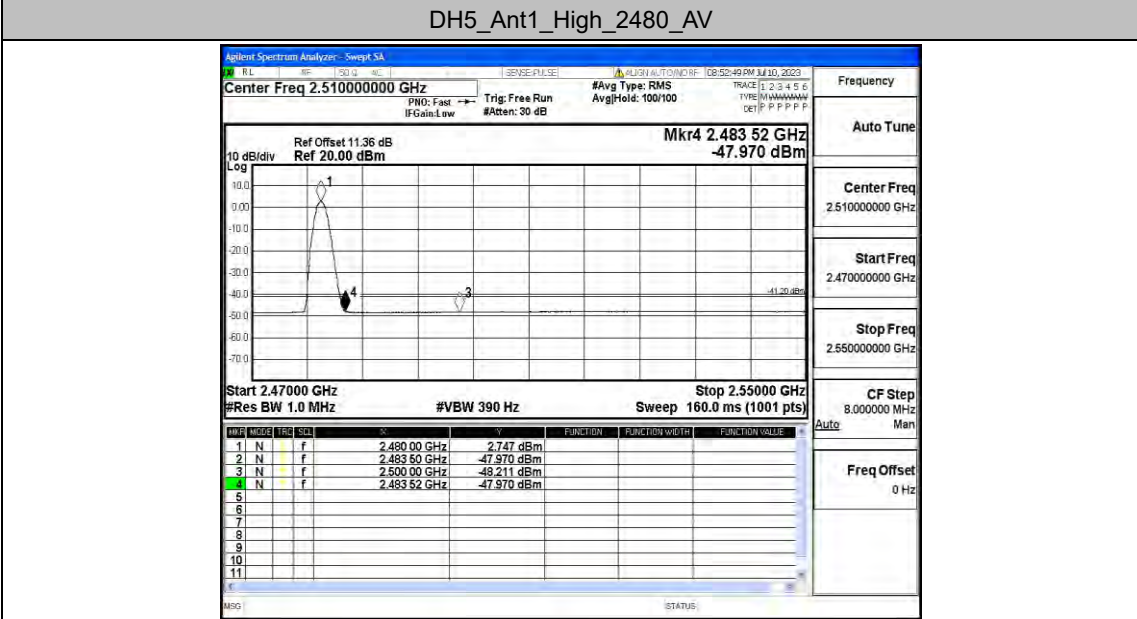 DH5_Ant1_High_2480_AV
Agilent Spectrum Analyzer - Swept SA
RL RF 50 Ω AC SENSE:PULSE ALIGN AUTO/NO RF 08:52:49 PM Jul 10, 2023
Center Freq 2.510000000 GHz
PNO: Fast
IFGain:Low
Trig: Free Run
#Atten: 30 dB
#Avg Type: RMS
Avg|Hold: 100/100
TRACE 1 2 3 4 5 6
TYPE MWWWWW
DET P P P P P P
Mkr4 2.483 52 GHz
-47.970 dBm
Ref Offset 11.36 dB
10 dB/div Ref 20.00 dBm
Log
10.0
0.00
-10.0
-20.0
-30.0
-40.0
-50.0
-60.0
-70.0
1
4
3
-41.20 dBm
Start 2.47000 GHz Stop 2.55000 GHz
#Res BW 1.0 MHz #VBW 390 Hz Sweep 160.0 ms (1001 pts)
MKR MODE TRC SCL X Y FUNCTION FUNCTION WIDTH FUNCTION VALUE
1 N f 2.480 00 GHz 2.747 dBm
2 N f 2.483 50 GHz -47.970 dBm
3 N f 2.500 00 GHz -48.211 dBm
4 N f 2.483 52 GHz -47.970 dBm
5
6
7
8
9
10
11
MSG STATUS
Frequency
Auto Tune
Center Freq
2.510000000 GHz
Start Freq
2.470000000 GHz
Stop Freq
2.550000000 GHz
CF Step
8.000000 MHz
Auto Man
Freq Offset
0 Hz